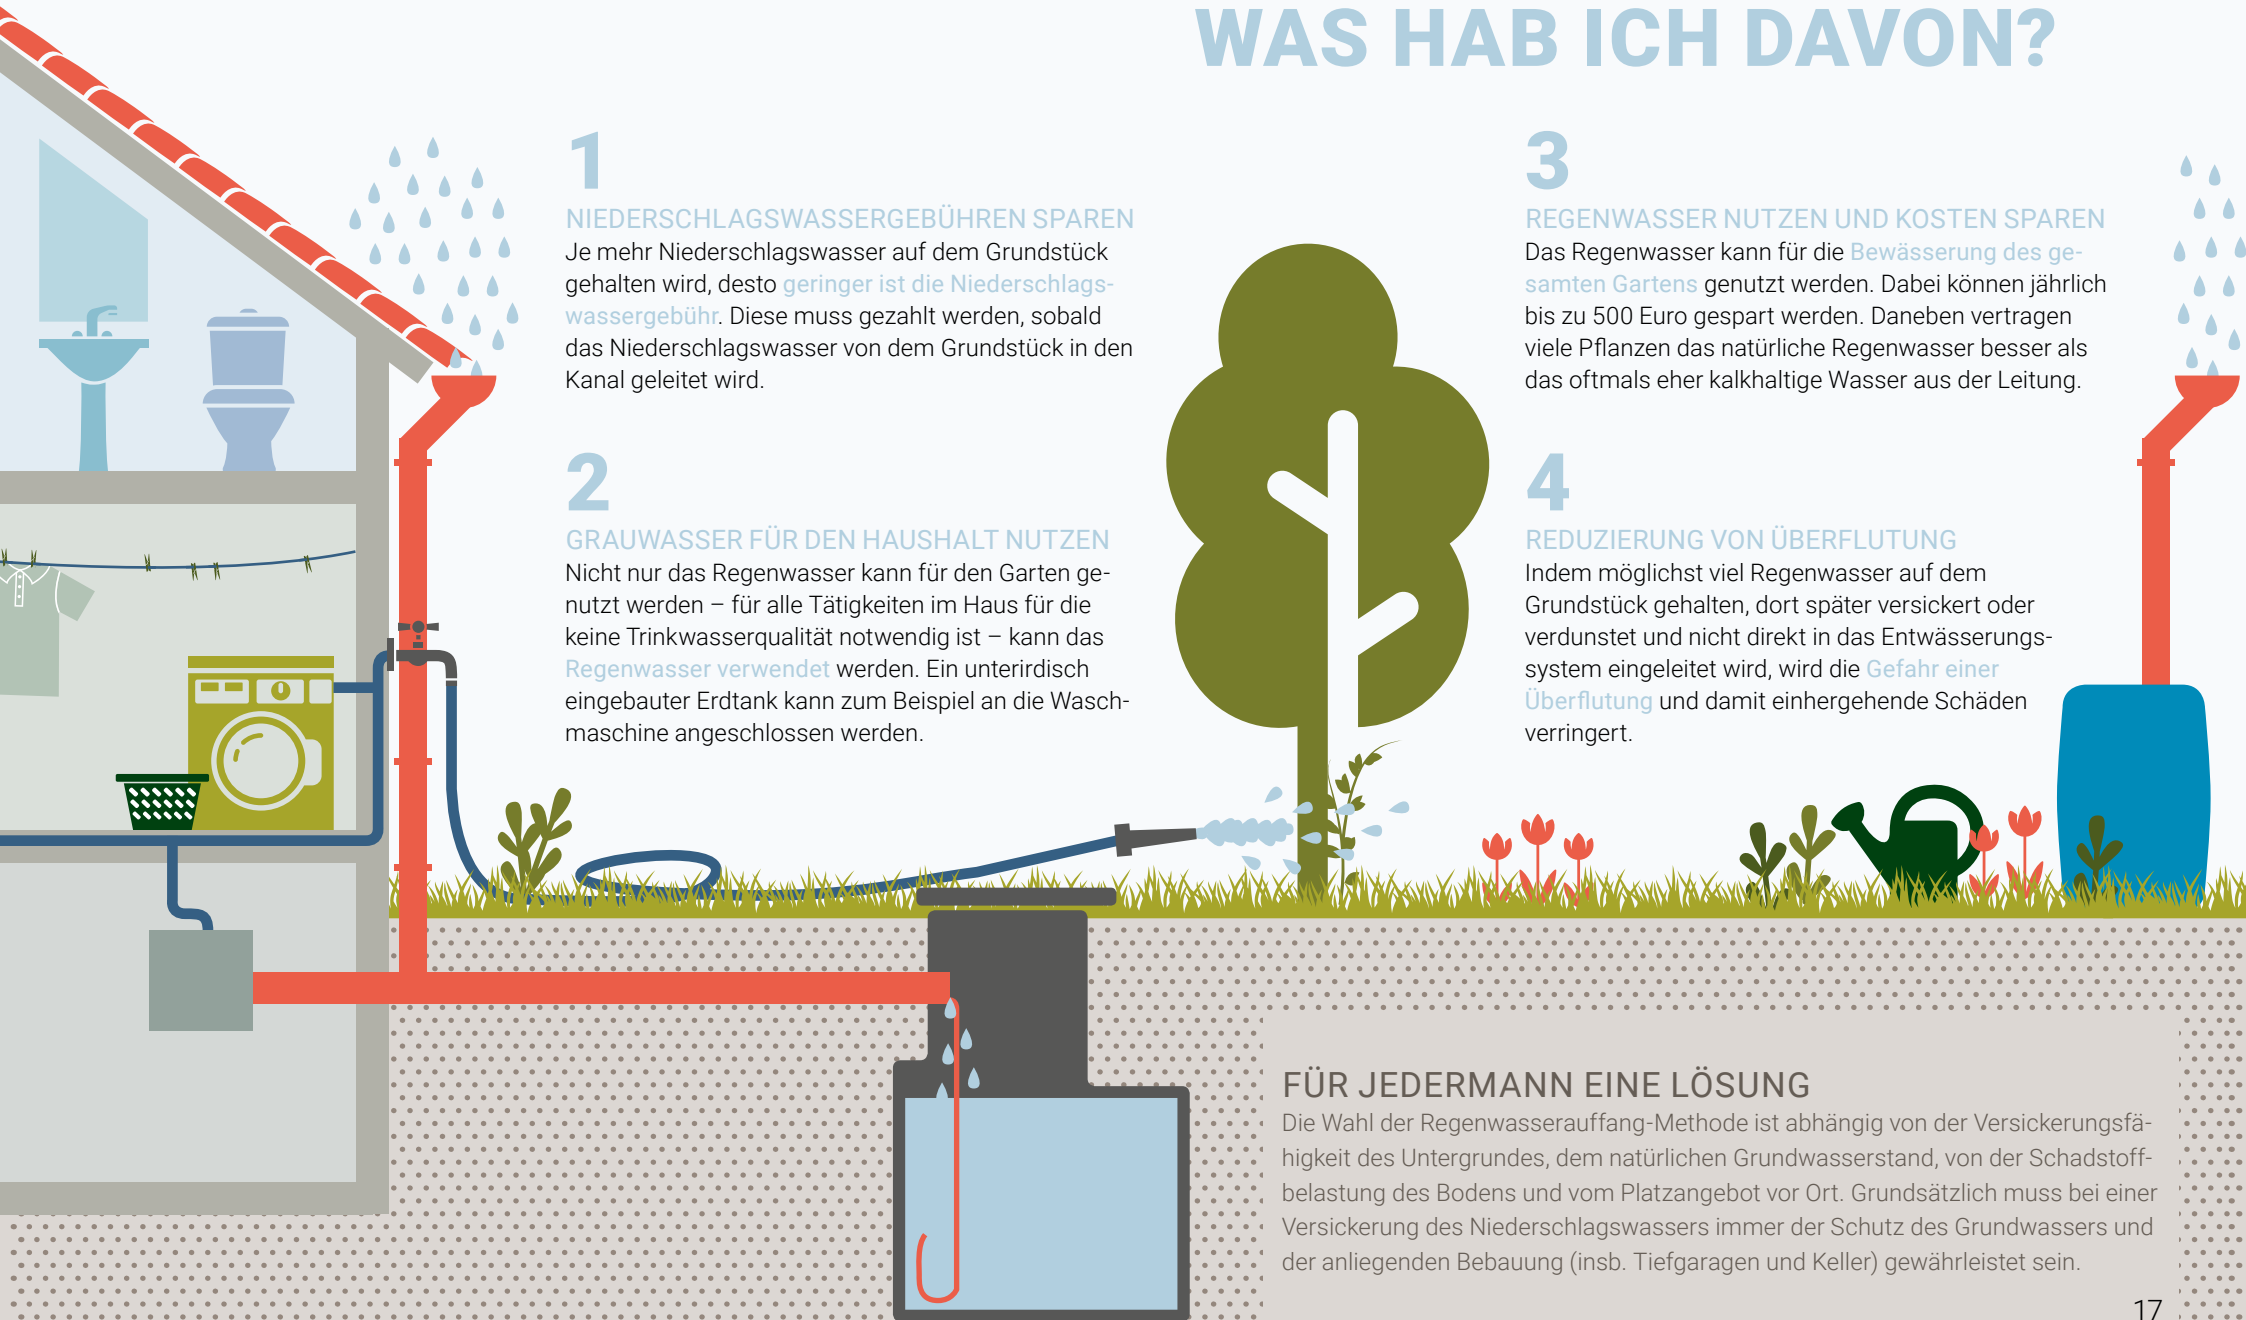 WAS HAB ICH DAVON?
1
NIEDERSCHLAGSWASSERGEBÜHREN SPAREN
Je mehr Niederschlagswasser auf dem Grundstück
gehalten wird, desto geringer ist die Niederschlags-
wassergebühr. Diese muss gezahlt werden, sobald
das Niederschlagswasser von dem Grundstück in den
Kanal geleitet wird.
2
GRAUWASSER FÜR DEN HAUSHALT NUTZEN
Nicht nur das Regenwasser kann für den Garten ge-
nutzt werden – für alle Tätigkeiten im Haus für die
keine Trinkwasserqualität notwendig ist – kann das
Regenwasser verwendet werden. Ein unterirdisch
eingebauter Erdtank kann zum Beispiel an die Wasch-
maschine angeschlossen werden.
3
REGENWASSER NUTZEN UND KOSTEN SPAREN
Das Regenwasser kann für die Bewässerung des ge-
samten Gartens genutzt werden. Dabei können jährlich
bis zu 500 Euro gespart werden. Daneben vertragen
viele Pflanzen das natürliche Regenwasser besser als
das oftmals eher kalkhaltige Wasser aus der Leitung.
4
REDUZIERUNG VON ÜBERFLUTUNG
Indem möglichst viel Regenwasser auf dem
Grundstück gehalten, dort später versickert oder
verdunstet und nicht direkt in das Entwässerungs-
system eingeleitet wird, wird die Gefahr einer
Überflutung und damit einhergehende Schäden
verringert.
FÜR JEDERMANN EINE LÖSUNG
Die Wahl der Regenwasserauffang-Methode ist abhängig von der Versickerungsfä-
higkeit des Untergrundes, dem natürlichen Grundwasserstand, von der Schadstoff-
belastung des Bodens und vom Platzangebot vor Ort. Grundsätzlich muss bei einer
Versickerung des Niederschlagswassers immer der Schutz des Grundwassers und
der anliegenden Bebauung (insb. Tiefgaragen und Keller) gewährleistet sein.
17